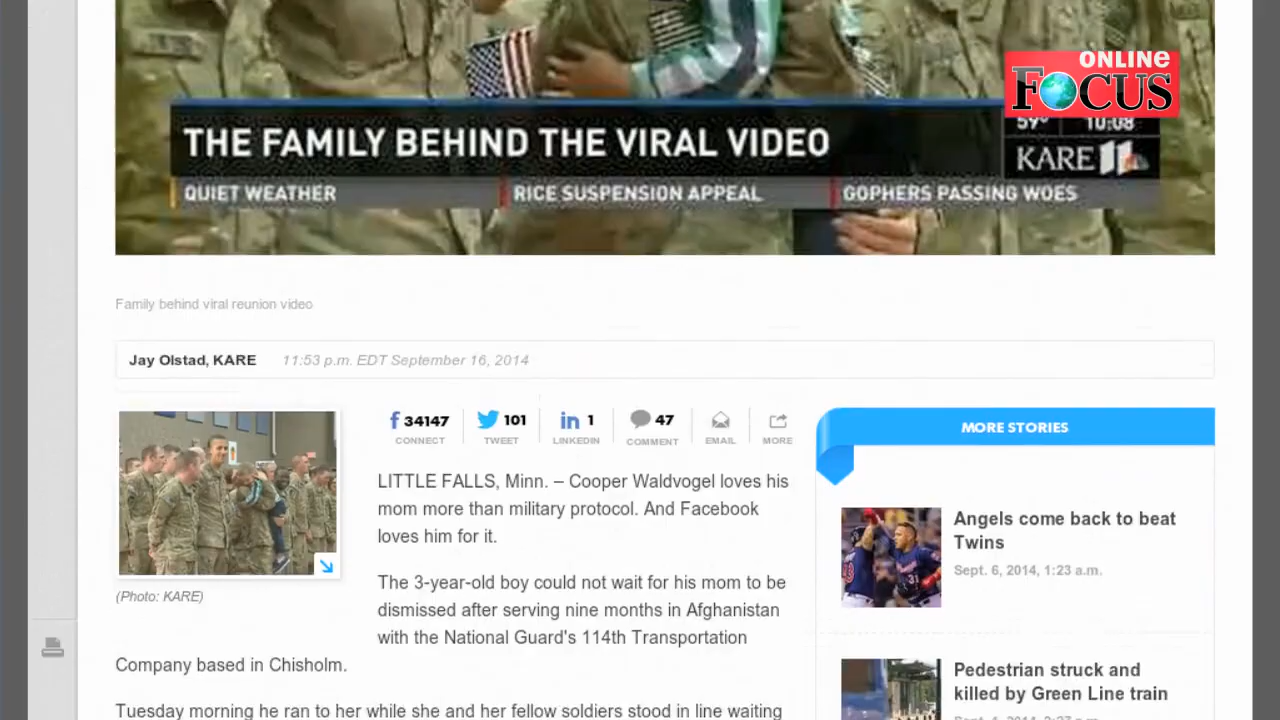 ONLINE
FOCUS
59° 10:08
THE FAMILY BEHIND THE VIRAL VIDEO
KARE 11
QUIET WEATHER
RICE SUSPENSION APPEAL
GOPHERS PASSING WOES
Family behind viral reunion video
Jay Olstad, KARE 11:53 p.m. EDT September 16, 2014
34147
CONNECT
101
TWEET
in 1
LINKEDIN
47
COMMENT
EMAIL
MORE
(Photo: KARE)
LITTLE FALLS, Minn. – Cooper Waldvogel loves his
mom more than military protocol. And Facebook
loves him for it.
The 3-year-old boy could not wait for his mom to be
dismissed after serving nine months in Afghanistan
with the National Guard's 114th Transportation
Company based in Chisholm.
Tuesday morning he ran to her while she and her fellow soldiers stood in line waiting
MORE STORIES
Angels come back to beat
Twins
Sept. 6, 2014, 1:23 a.m.
Pedestrian struck and
killed by Green Line train